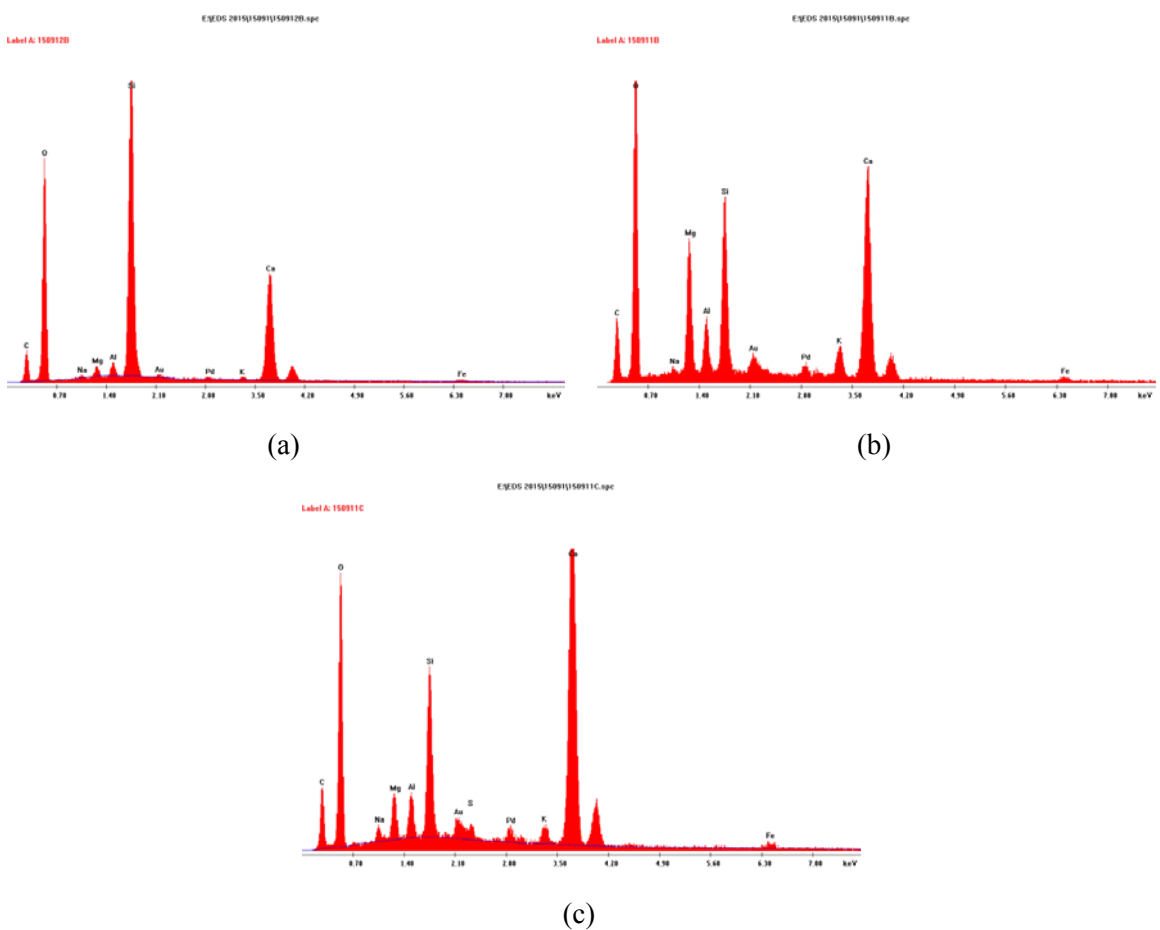 E:\EDS 2015\15091\150912B.spc
Label A: 150912B
Si
O
Ca
C
Na Mg Al Au Pd K Fe
0.70 1.40 2.10 2.80 3.50 4.20 4.90 5.60 6.30 7.00 keV
(a)
E:\EDS 2015\15091\150911B.spc
Label A: 150911B
O
Ca
Si
Mg
C Al
K
Au
Na Pd Fe
0.70 1.40 2.10 2.80 3.50 4.20 4.90 5.60 6.30 7.00 keV
(b)
E:\EDS 2015\15091\150911C.spc
Label A: 150911C
Ca
O
Si
C Mg Al
S
Na Au Pd K Fe
0.70 1.40 2.10 2.80 3.50 4.20 4.90 5.60 6.30 7.00 keV
(c)